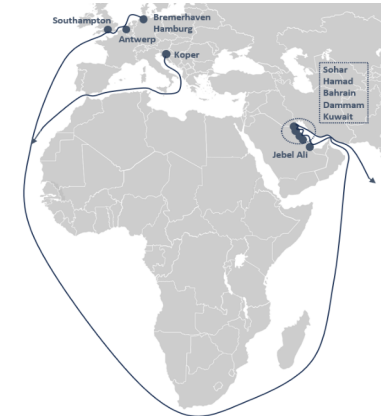 Southampton
Bremerhaven
Hamburg
Antwerp
Koper
Sohar
Hamad
Bahrain
Dammam
Kuwait
Jebel Ali